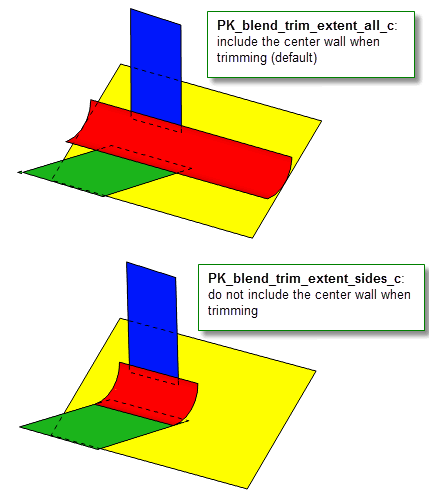 PK_blend_trim_extent_all_c:
include the center wall when
trimming (default)
PK_blend_trim_extent_sides_c:
do not include the center wall when
trimming